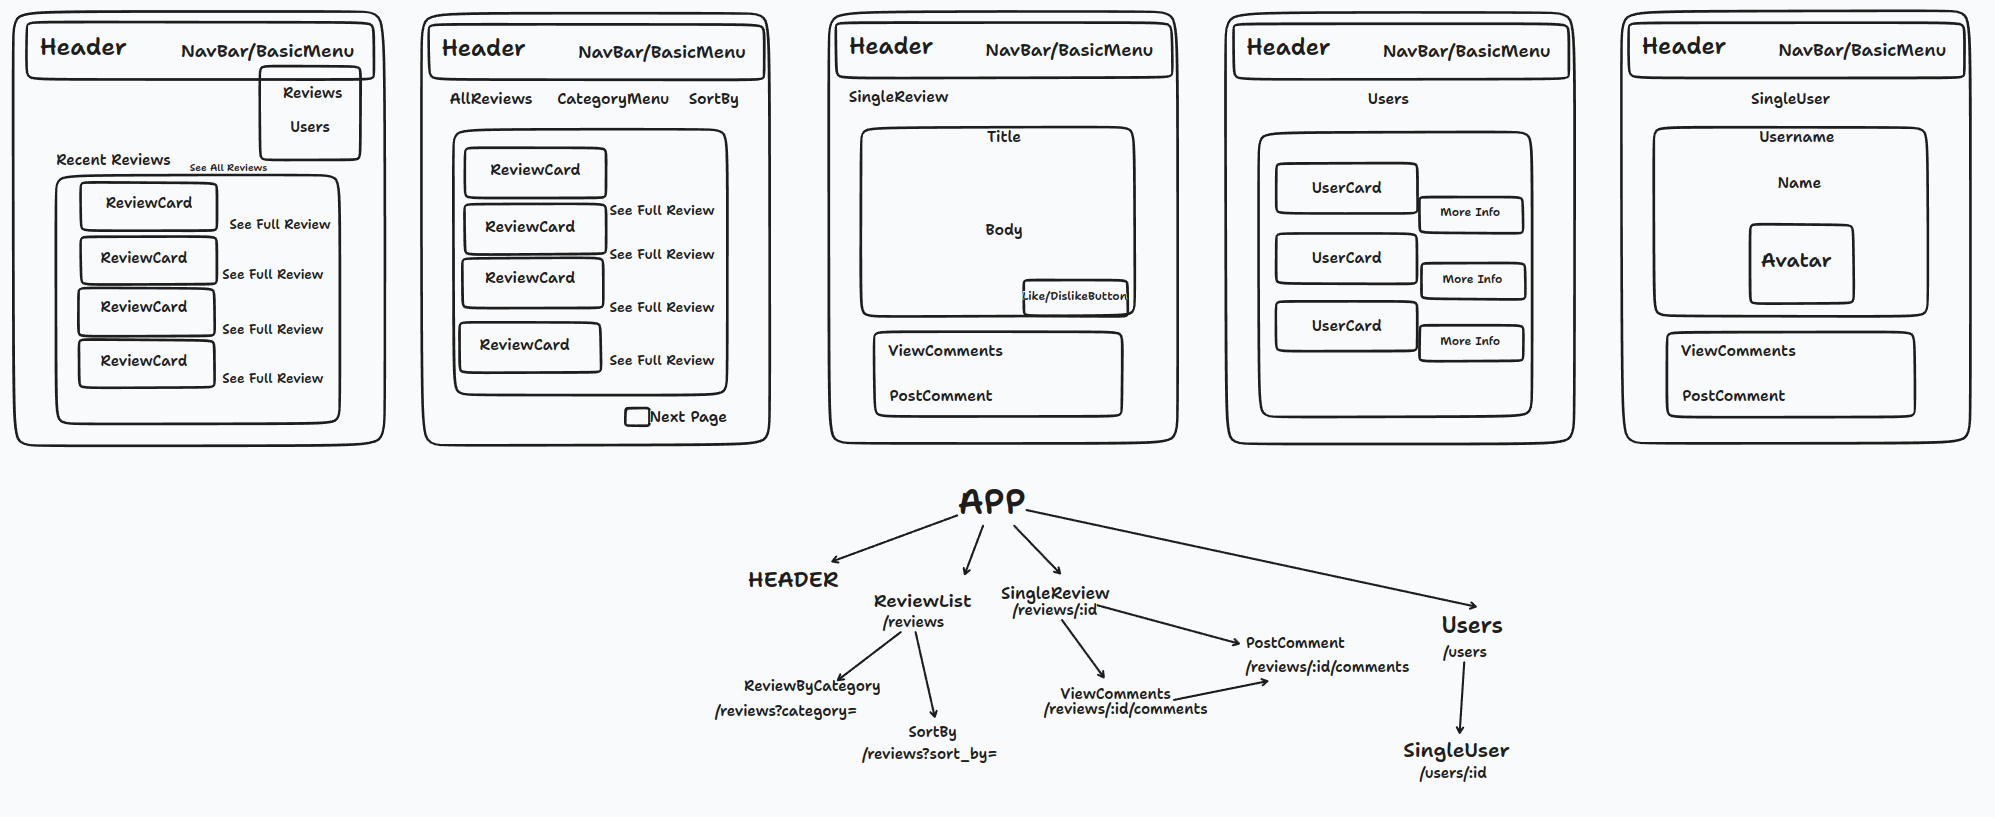 Header
NavBar/BasicMenu
Reviews
Users
Recent Reviews
See All Reviews
ReviewCard
See Full Review
ReviewCard
See Full Review
ReviewCard
See Full Review
ReviewCard
See Full Review
Header
NavBar/BasicMenu
AllReviews CategoryMenu SortBy
ReviewCard
See Full Review
ReviewCard
See Full Review
ReviewCard
See Full Review
ReviewCard
See Full Review
Next Page
Header
NavBar/BasicMenu
SingleReview
Title
Body
Like/DislikeButton
ViewComments
PostComment
Header
NavBar/BasicMenu
Users
UserCard
More Info
UserCard
More Info
UserCard
More Info
Header
NavBar/BasicMenu
SingleUser
Username
Name
Avatar
ViewComments
PostComment
APP
HEADER
ReviewList
/reviews
SingleReview
/reviews/:id
Users
/users
PostComment
/reviews/:id/comments
ReviewByCategory
/reviews?category=
ViewComments
/reviews/:id/comments
SortBy
/reviews?sort_by=
SingleUser
/users/:id